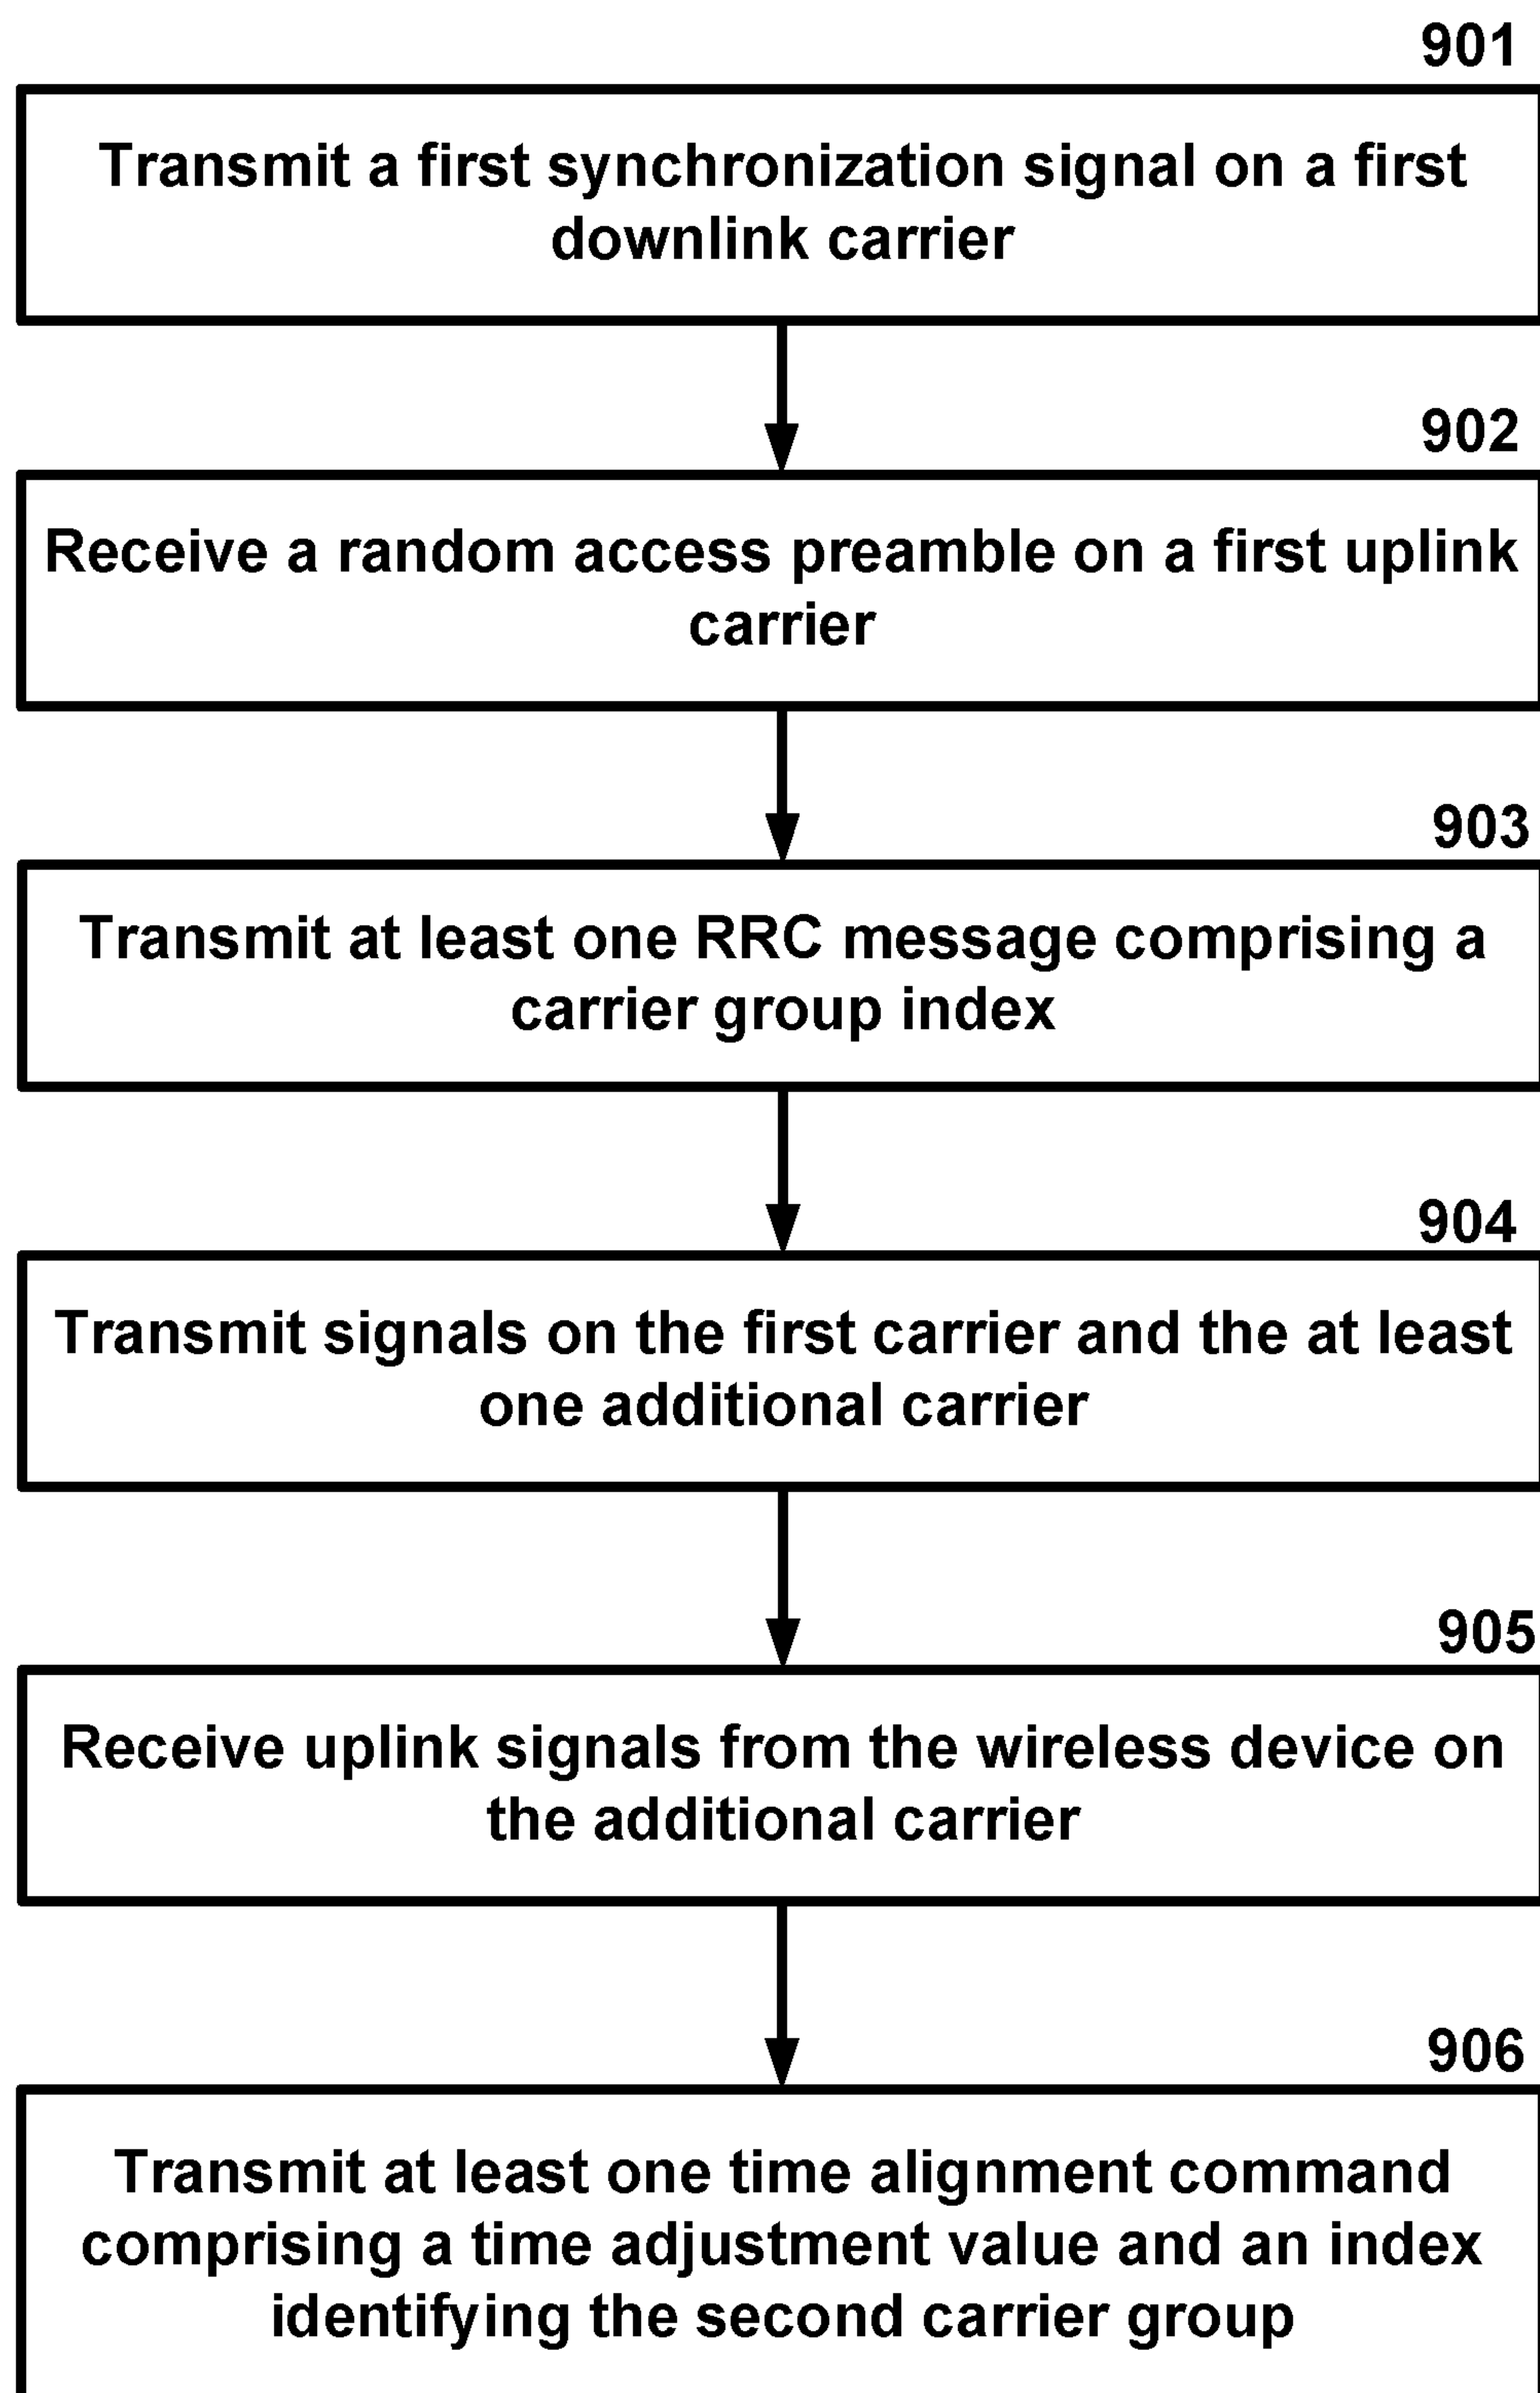 901
Transmit a first synchronization signal on a first
downlink carrier
902
Receive a random access preamble on a first uplink
carrier
903
Transmit at least one RRC message comprising a
carrier group index
904
Transmit signals on the first carrier and the at least
one additional carrier
905
Receive uplink signals from the wireless device on
the additional carrier
906
Transmit at least one time alignment command
comprising a time adjustment value and an index
identifying the second carrier group